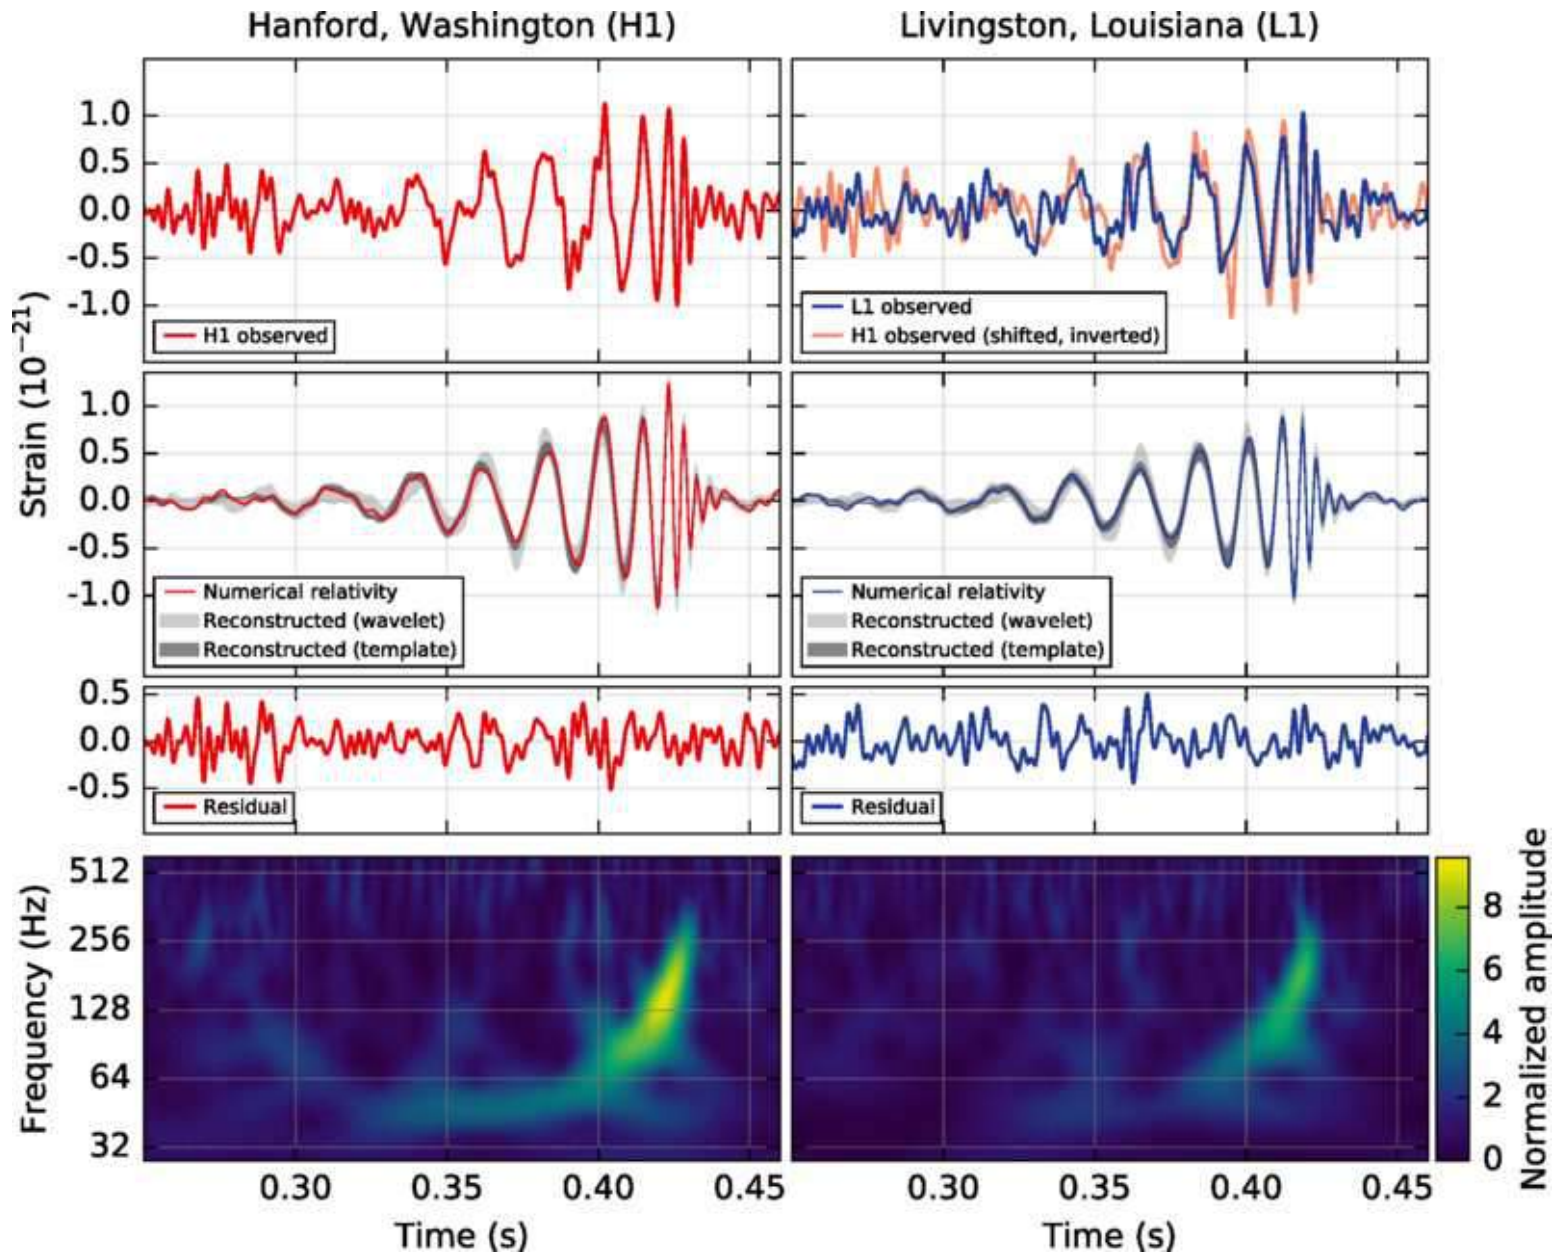 Hanford, Washington (H1)
Livingston, Louisiana (L1)
Strain (10⁻²¹)
1.0
0.5
0.0
-0.5
-1.0
H1 observed
L1 observed
H1 observed (shifted, inverted)
1.0
0.5
0.0
-0.5
-1.0
Numerical relativity
Reconstructed (wavelet)
Reconstructed (template)
Numerical relativity
Reconstructed (wavelet)
Reconstructed (template)
0.5
0.0
-0.5
Residual
Residual
Frequency (Hz)
512
256
128
64
32
Normalized amplitude
8
6
4
2
0
0.30 0.35 0.40 0.45
0.30 0.35 0.40 0.45
Time (s)
Time (s)